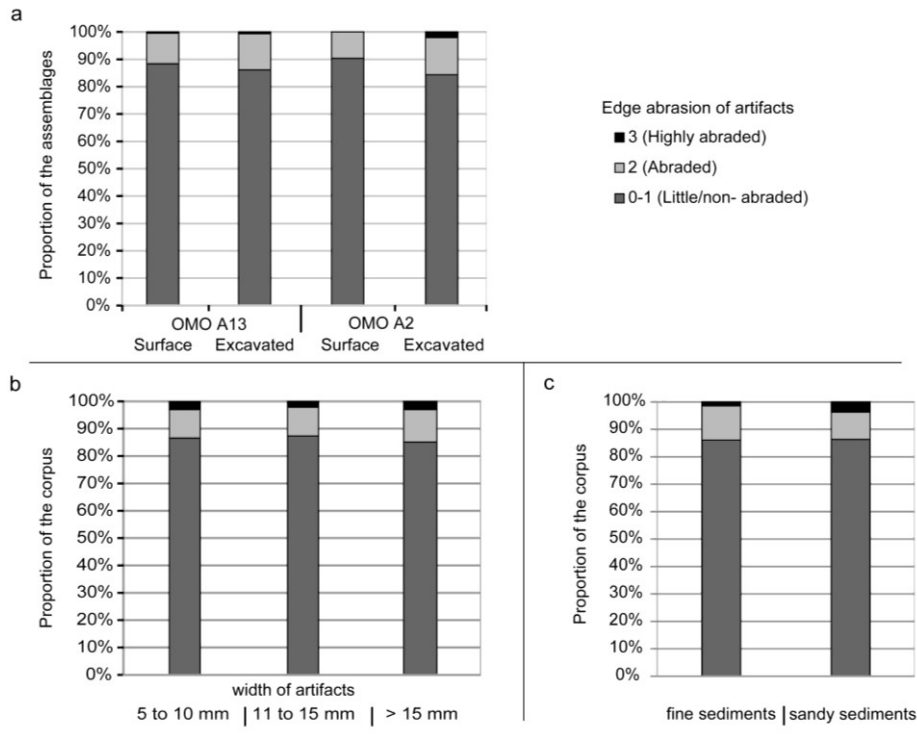 a
100%
90%
80%
70%
60%
50%
40%
30%
20%
10%
0%
Proportion of the assemblages
OMO A13 | OMO A2
Surface Excavated Surface Excavated
Edge abrasion of artifacts
3 (Highly abraded)
2 (Abraded)
0-1 (Little/non- abraded)
b
100%
90%
80%
70%
60%
50%
40%
30%
20%
10%
0%
Proportion of the corpus
width of artifacts
5 to 10 mm | 11 to 15 mm | > 15 mm
c
100%
90%
80%
70%
60%
50%
40%
30%
20%
10%
0%
Proportion of the corpus
fine sediments | sandy sediments